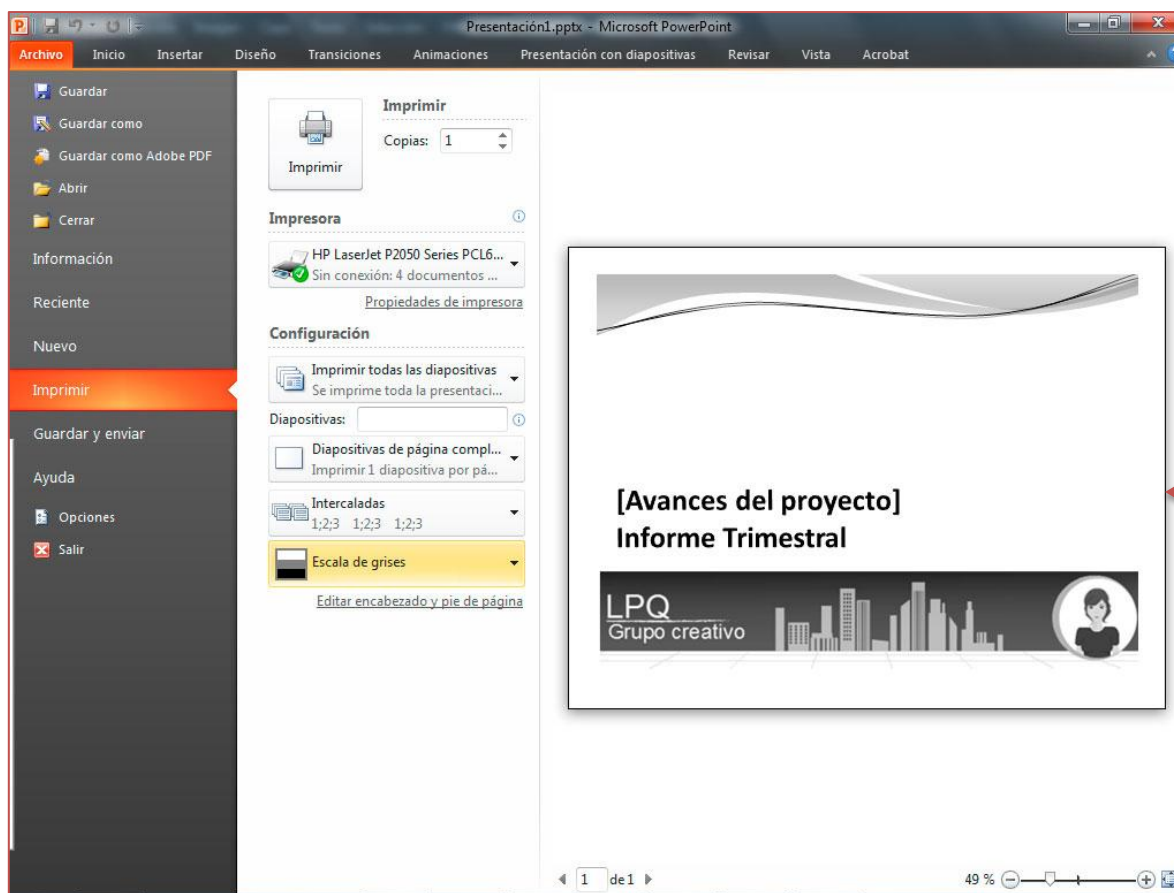 Presentación1.pptx - Microsoft PowerPoint
Archivo Inicio Insertar Diseño Transiciones Animaciones Presentación con diapositivas Revisar Vista Acrobat
Guardar
Guardar como
Guardar como Adobe PDF
Abrir
Cerrar
Información
Reciente
Nuevo
Imprimir
Guardar y enviar
Ayuda
Opciones
Salir
Imprimir
Imprimir
Copias: 1
Impresora
HP LaserJet P2050 Series PCL6...
Sin conexión: 4 documentos ...
Propiedades de impresora
Configuración
Imprimir todas las diapositivas
Se imprime toda la presentaci...
Diapositivas:
Diapositivas de página compl...
Imprimir 1 diapositiva por pá...
Intercaladas
1;2;3 1;2;3 1;2;3
Escala de grises
Editar encabezado y pie de página
[Avances del proyecto]
Informe Trimestral
LPQ
Grupo creativo
1 de 1
49 %